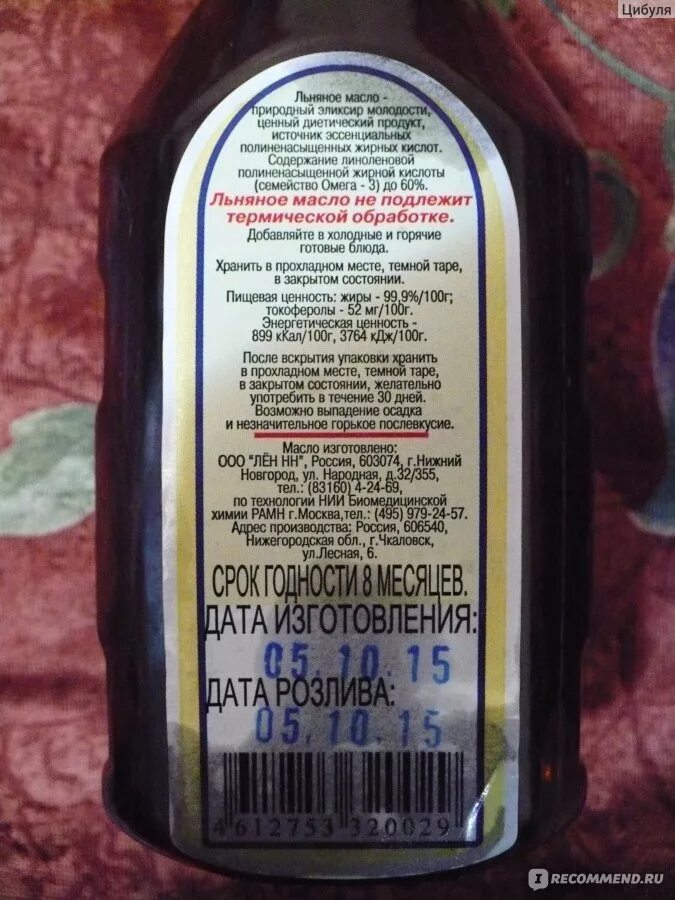 Цибуля
Льняное масло -
природный эликсир молодости,
ценный диетический продукт,
источник эссенциальных
полиненасыщенных жирных кислот.
Содержание линоленовой
полиненасыщенной жирной кислоты
(семейство Омега - 3) до 60%.
Льняное масло не подлежит
термической обработке.
Добавляйте в холодные и горячие
готовые блюда.
Хранить в прохладном месте, темной таре,
в закрытом состоянии.
Пищевая ценность: жиры - 99,9%/100г;
токоферолы - 52 мг/100г.
Энергетическая ценность -
899 кКал/100г, 3764 кДж/100г.
После вскрытия упаковки хранить
в прохладном месте, темной таре,
в закрытом состоянии, желательно
употребить в течение 30 дней.
Возможно выпадение осадка
и незначительное горькое послевкусие.
Масло изготовлено:
ООО "ЛЁН НН", Россия, 603074, г.Нижний
Новгород, ул. Народная, д.32/355,
тел.: (83160) 4-24-69,
по технологии НИИ Биомедицинской
химии РАМН г.Москва,тел.: (495) 979-24-57.
Адрес производства: Россия, 606540,
Нижегородская обл., г.Чкаловск,
ул.Лесная, 6.
СРОК ГОДНОСТИ 8 МЕСЯЦЕВ.
ДАТА ИЗГОТОВЛЕНИЯ:
05.10.15
ДАТА РОЗЛИВА:
05.10.15
4 612753 320029
IRECOMMEND.RU